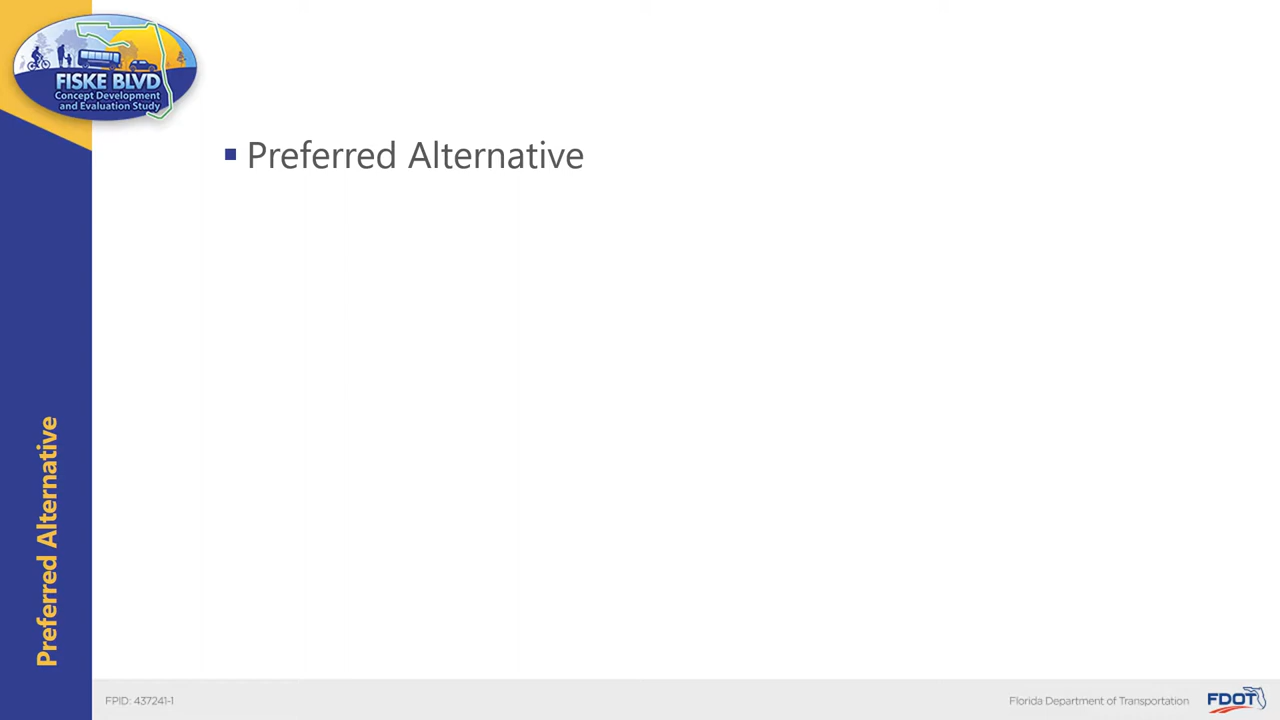 FISKE BLVD
Concept Development
and Evaluation Study
▪ Preferred Alternative
Preferred Alternative
FPID: 437241-1
Florida Department of Transportation
FDOT